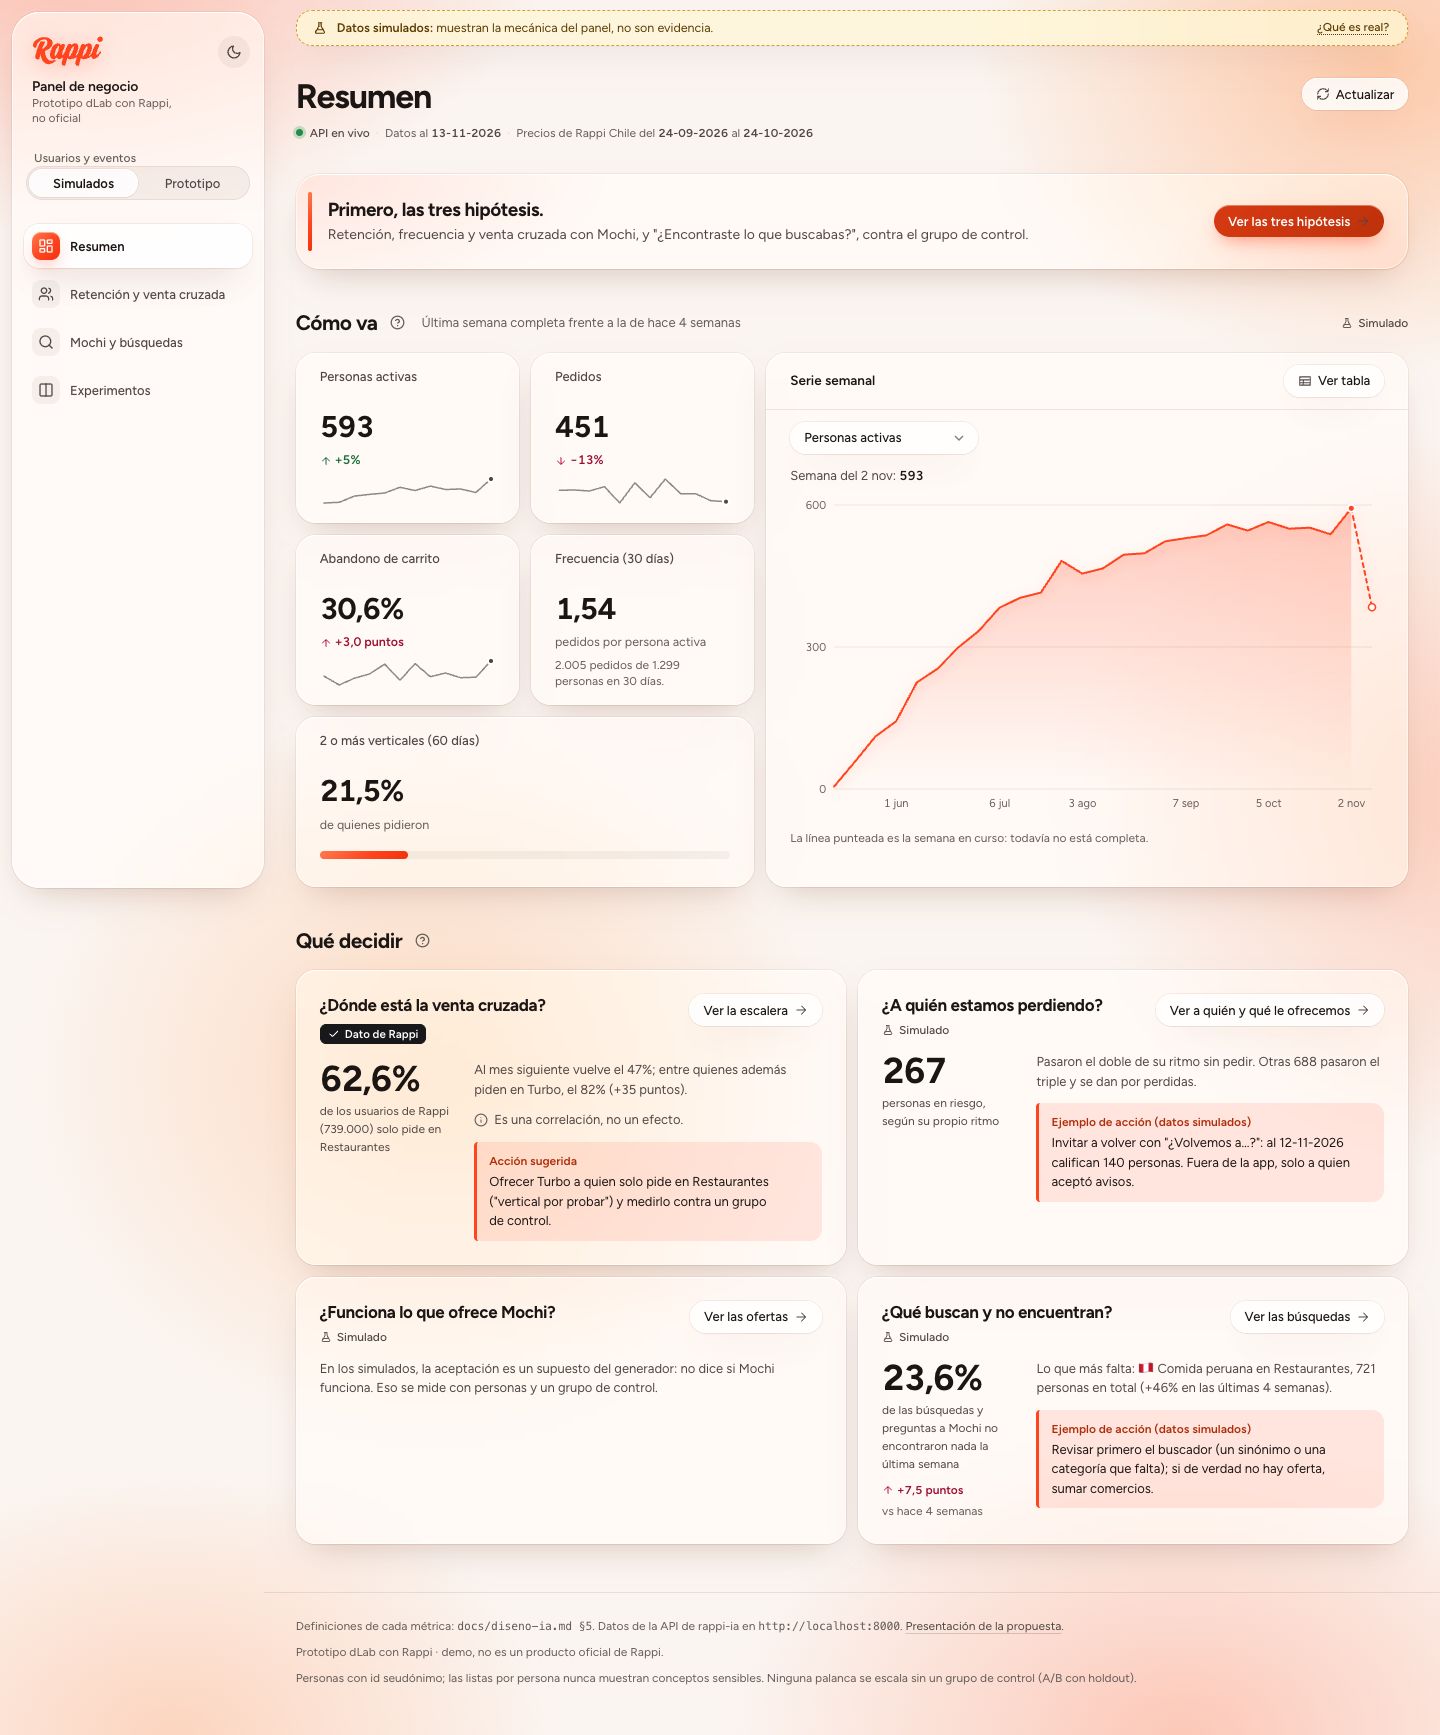 Rappi
Panel de negocio
Prototipo dLab con Rappi,
no oficial
Usuarios y eventos
Simulados
Prototipo
Resumen
Retención y venta cruzada
Mochi y búsquedas
Experimentos
Datos simulados: muestran la mecánica del panel, no son evidencia.
¿Qué es real?
Resumen
Actualizar
API en vivo · Datos al 13-11-2026 · Precios de Rappi Chile del 24-09-2026 al 24-10-2026
Primero, las tres hipótesis.
Retención, frecuencia y venta cruzada con Mochi, y "¿Encontraste lo que buscabas?", contra el grupo de control.
Ver las tres hipótesis →
Cómo va
Última semana completa frente a la de hace 4 semanas
Simulado
Personas activas
593
↑ +5%
Pedidos
451
↓ −13%
Abandono de carrito
30,6%
↑ +3,0 puntos
Frecuencia (30 días)
1,54
pedidos por persona activa
2.005 pedidos de 1.299
personas en 30 días.
2 o más verticales (60 días)
21,5%
de quienes pidieron
Serie semanal
Ver tabla
Personas activas
Semana del 2 nov: 593
600
300
0
1 jun
6 jul
3 ago
7 sep
5 oct
2 nov
La línea punteada es la semana en curso: todavía no está completa.
Qué decidir
¿Dónde está la venta cruzada?
Ver la escalera →
Dato de Rappi
62,6%
de los usuarios de Rappi
(739.000) solo pide en
Restaurantes
Al mes siguiente vuelve el 47%; entre quienes además
piden en Turbo, el 82% (+35 puntos).
Es una correlación, no un efecto.
Acción sugerida
Ofrecer Turbo a quien solo pide en Restaurantes
("vertical por probar") y medirlo contra un grupo
de control.
¿A quién estamos perdiendo?
Ver a quién y qué le ofrecemos →
Simulado
267
personas en riesgo,
según su propio ritmo
Pasaron el doble de su ritmo sin pedir. Otras 688 pasaron el
triple y se dan por perdidas.
Ejemplo de acción (datos simulados)
Invitar a volver con "¿Volvemos a...?": al 12-11-2026
califican 140 personas. Fuera de la app, solo a quien
aceptó avisos.
¿Funciona lo que ofrece Mochi?
Ver las ofertas →
Simulado
En los simulados, la aceptación es un supuesto del generador: no dice si Mochi
funciona. Eso se mide con personas y un grupo de control.
¿Qué buscan y no encuentran?
Ver las búsquedas →
Simulado
23,6%
de las búsquedas y
preguntas a Mochi no
encontraron nada la
última semana
↑ +7,5 puntos
vs hace 4 semanas
Lo que más falta: 🇵🇪 Comida peruana en Restaurantes, 721
personas en total (+46% en las últimas 4 semanas).
Ejemplo de acción (datos simulados)
Revisar primero el buscador (un sinónimo o una
categoría que falta); si de verdad no hay oferta,
sumar comercios.
Definiciones de cada métrica: docs/diseno-ia.md §5. Datos de la API de rappi-ia en http://localhost:8000. Presentación de la propuesta.
Prototipo dLab con Rappi · demo, no es un producto oficial de Rappi.
Personas con id seudónimo; las listas por persona nunca muestran conceptos sensibles. Ninguna palanca se escala sin un grupo de control (A/B con holdout).